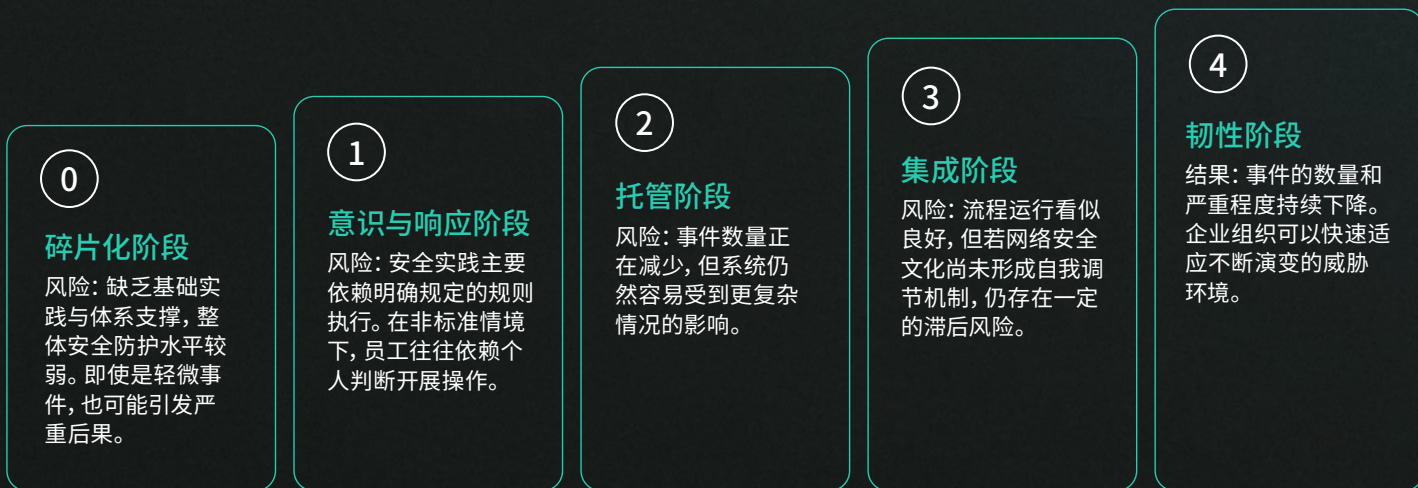 0
碎片化阶段
风险：缺乏基础实
践与体系支撑，整
体安全防护水平较
弱。即使是轻微事
件，也可能引发严
重后果。
1
意识与响应阶段
风险：安全实践主要
依赖明确规定的规则
执行。在非标准情境
下，员工往往依赖个
人判断开展操作。
2
托管阶段
风险：事件数量正
在减少，但系统仍
然容易受到更复杂
情况的影响。
3
集成阶段
风险：流程运行看似
良好，但若网络安全
文化尚未形成自我调
节机制，仍存在一定
的滞后风险。
4
韧性阶段
结果：事件的数量和
严重程度持续下降。
企业组织可以快速适
应不断演变的威胁
环境。